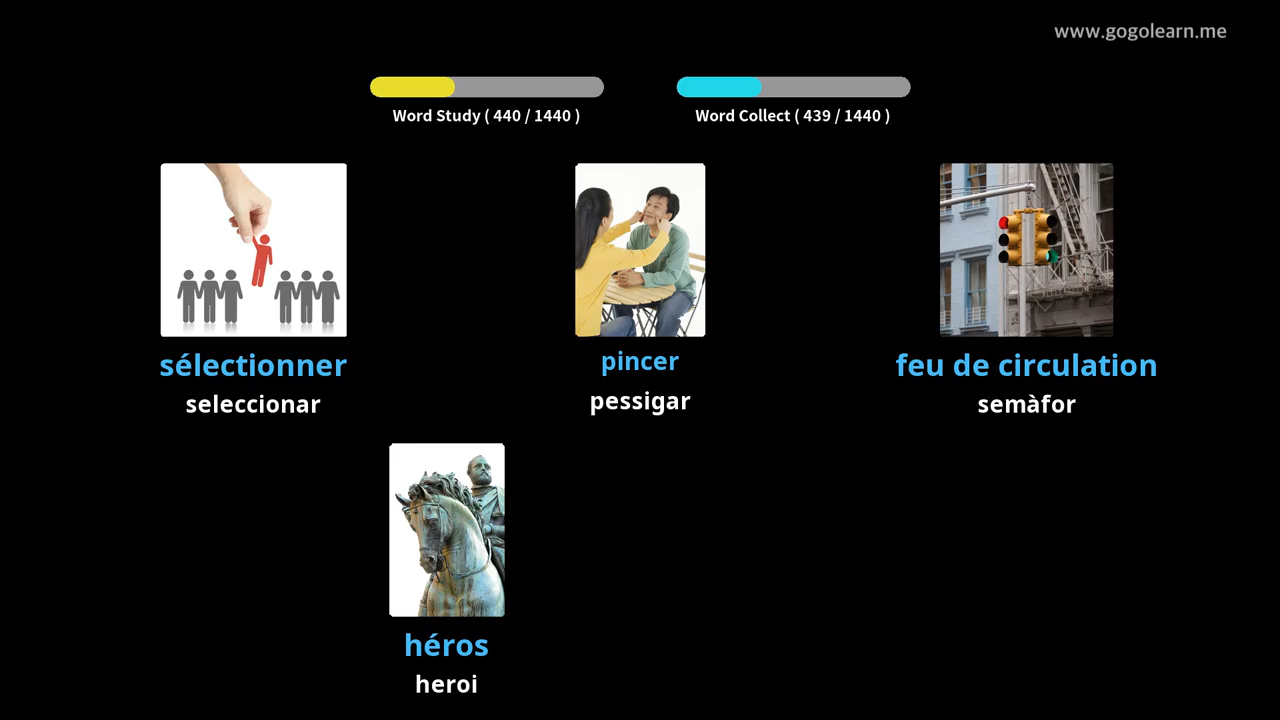 www.gogolearn.me
Word Study ( 440 / 1440 )
Word Collect ( 439 / 1440 )
sélectionner
seleccionar
pincer
pessigar
feu de circulation
semàfor
héros
heroi